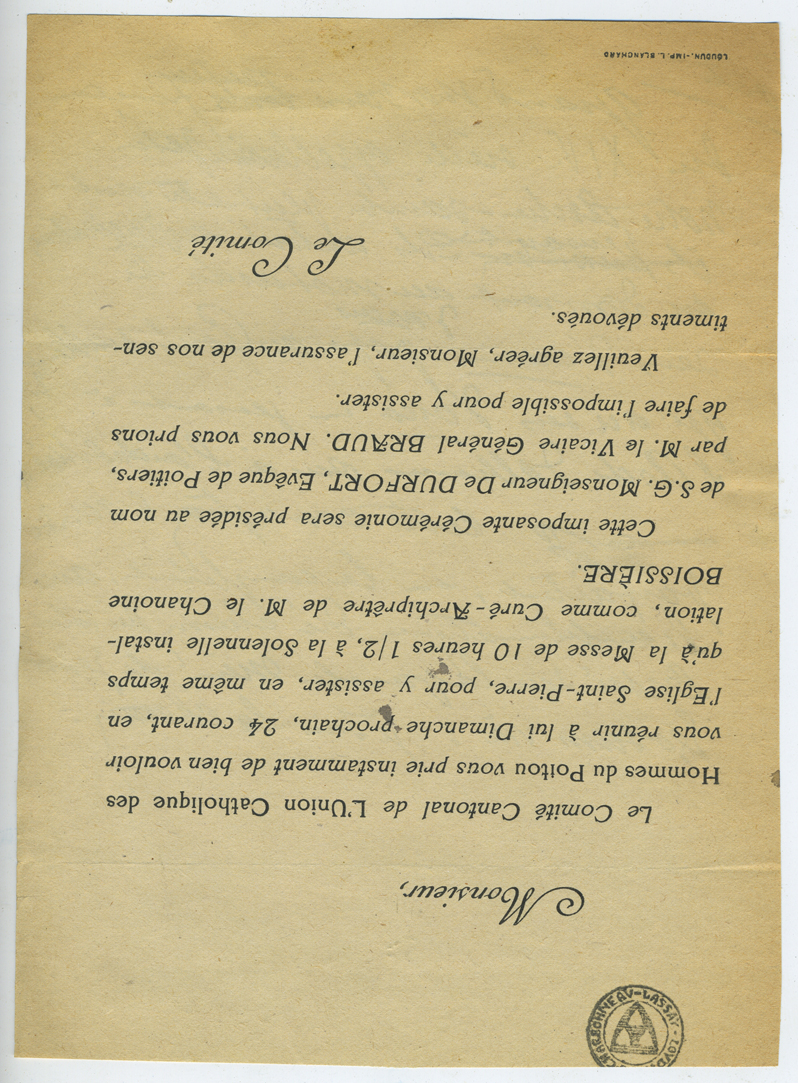 CHARBONNEAU-LASSAY-LOUD
Monsieur,
Le Comité Cantonal de L'Union Catholique des
Hommes du Poitou vous prie instamment de bien vouloir
vous réunir à lui Dimanche prochain, 24 courant, en
l'Eglise Saint-Pierre, pour y assister, en même temps
qu'à la Messe de 10 heures 1/2, à la Solennelle instal-
lation, comme Curé-Archiprêtre de M. le Chanoine
BOISSIÈRE.
Cette imposante Cérémonie sera présidée au nom
de S.G. Monseigneur De DURFORT, Evêque de Poitiers,
par M. le Vicaire Général BRAUD. Nous vous prions
de faire l'impossible pour y assister.
Veuillez agréer, Monsieur, l'assurance de nos sen-
timents dévoués.
Le Comité
LOUDUN.-IMP. L. BLANCHARD